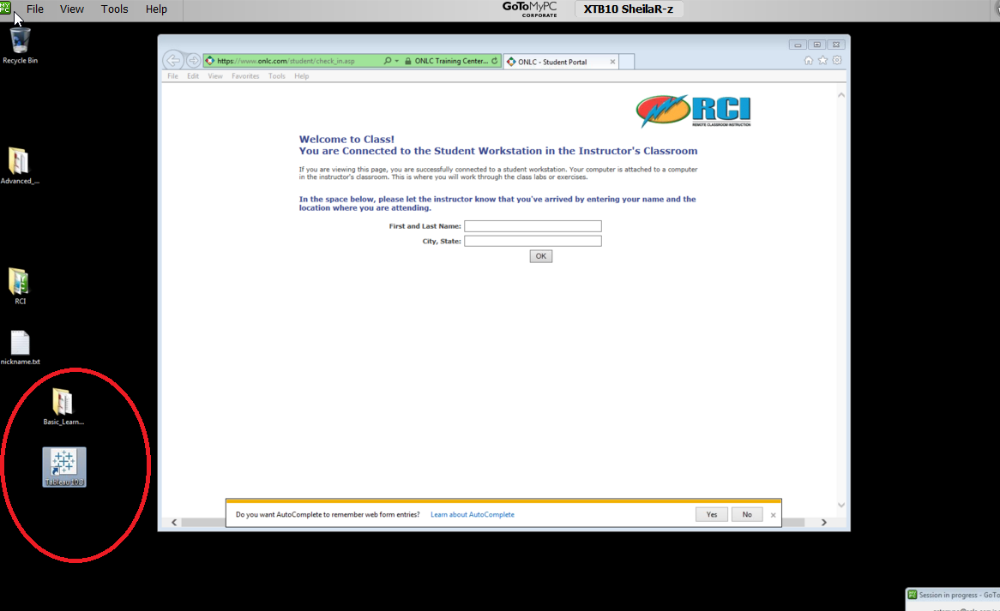 File View Tools Help
GoToMyPC
CORPORATE
XTB10 SheilaR-z
Recycle Bin
https://www.onlc.com/student/check_in.asp
ONLC Training Center...
ONLC - Student Portal
File Edit View Favorites Tools Help
RCI
REMOTE CLASSROOM INSTRUCTION
Welcome to Class!
You are Connected to the Student Workstation in the Instructor's Classroom
If you are viewing this page, you are successfully connected to a student workstation. Your computer is attached to a computer
in the instructor's classroom. This is where you will work through the class labs or exercises.
In the space below, please let the instructor know that you've arrived by entering your name and the
location where you are attending.
First and Last Name:
City, State:
OK
Advanced_...
RCI
nickname.txt
Basic_Learn...
Tableau 10.3
Do you want AutoComplete to remember web form entries? Learn about AutoComplete
Yes No
Session in progress - GoTo